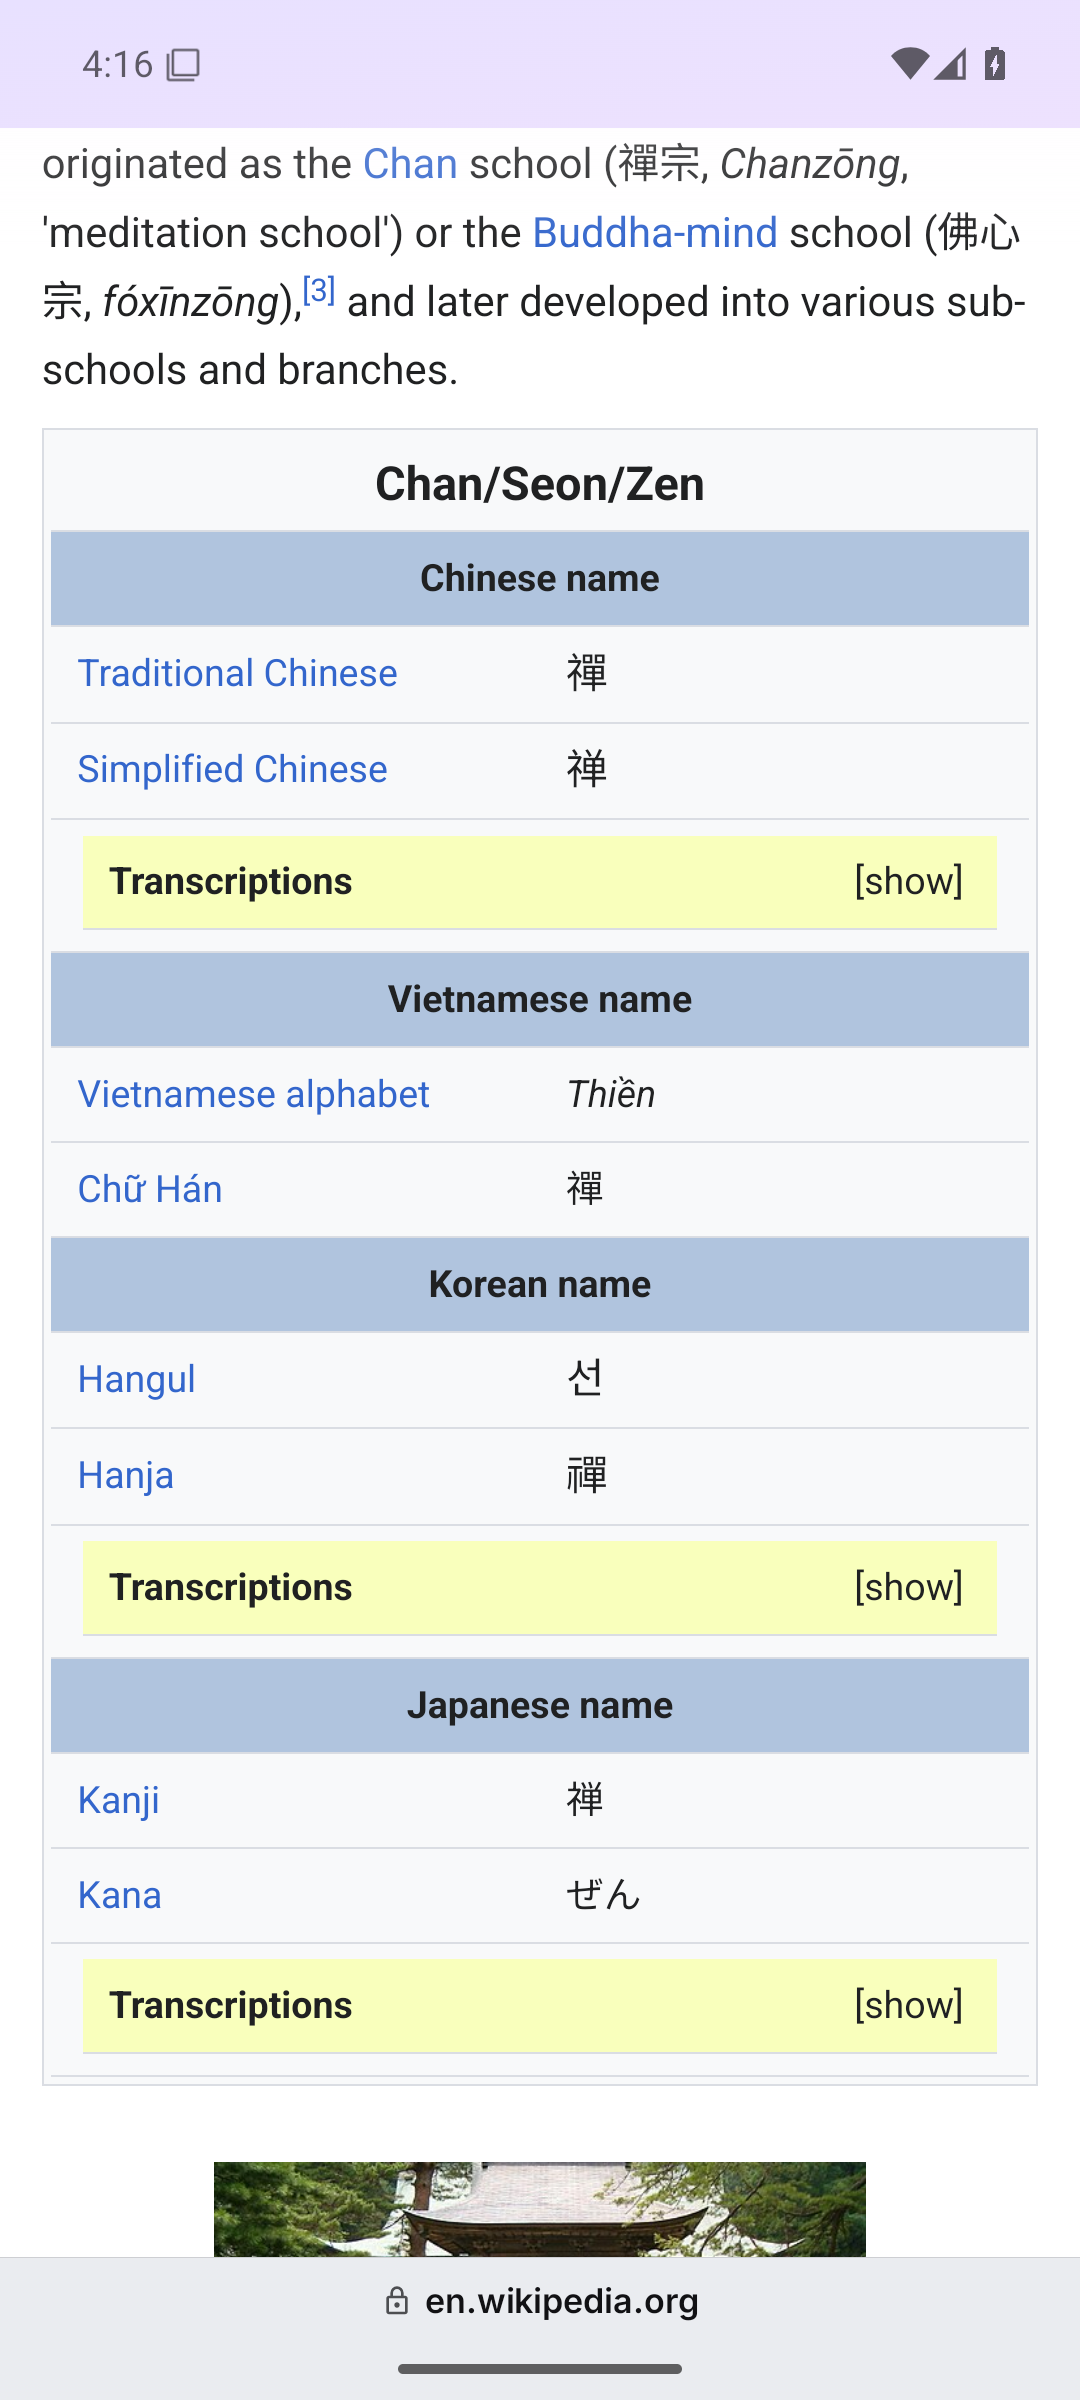 4:16
originated as the Chan school (禪宗, Chanzōng,
'meditation school') or the Buddha-mind school (佛心
宗, fóxīnzōng),[3] and later developed into various sub-
schools and branches.
Chan/Seon/Zen
Chinese name
Traditional Chinese 禪
Simplified Chinese 禅
Transcriptions [show]
Vietnamese name
Vietnamese alphabet Thiền
Chữ Hán 禪
Korean name
Hangul 선
Hanja 禪
Transcriptions [show]
Japanese name
Kanji 禅
Kana ぜん
Transcriptions [show]
en.wikipedia.org